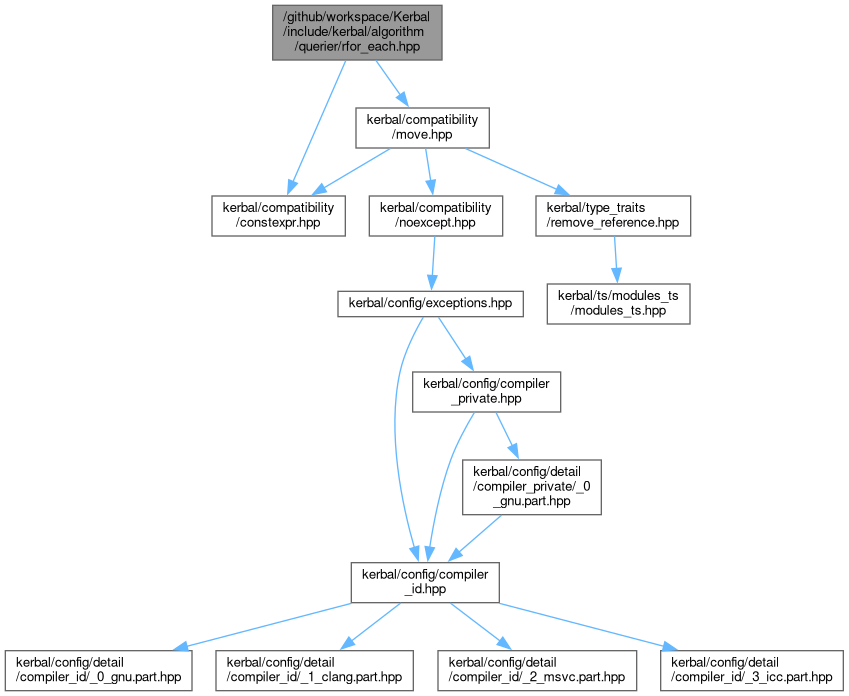 /github/workspace/Kerbal
/include/kerbal/algorithm
/querier/rfor_each.hpp
kerbal/compatibility
/move.hpp
kerbal/compatibility
/constexpr.hpp
kerbal/compatibility
/noexcept.hpp
kerbal/type_traits
/remove_reference.hpp
kerbal/config/exceptions.hpp
kerbal/ts/modules_ts
/modules_ts.hpp
kerbal/config/compiler
_private.hpp
kerbal/config/detail
/compiler_private/_0
_gnu.part.hpp
kerbal/config/compiler
_id.hpp
kerbal/config/detail
/compiler_id/_0_gnu.part.hpp
kerbal/config/detail
/compiler_id/_1_clang.part.hpp
kerbal/config/detail
/compiler_id/_2_msvc.part.hpp
kerbal/config/detail
/compiler_id/_3_icc.part.hpp